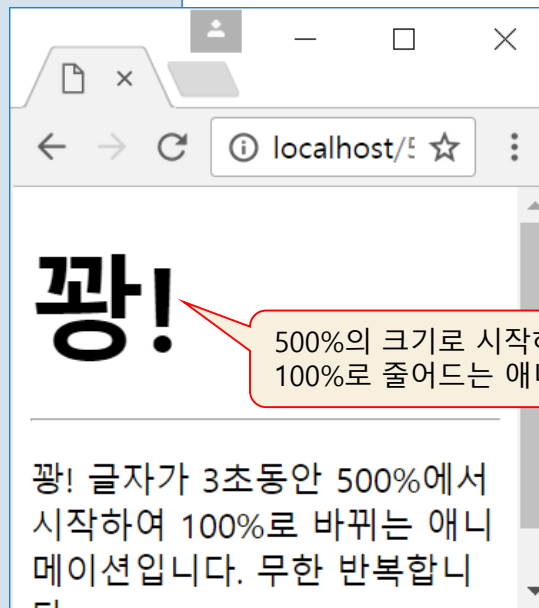 localhost/5
꽝!
500%의 크기로 시작
100%로 줄어드는
꽝! 글자가 3초동안 500%에서
시작하여 100%로 바뀌는 애니
메이션입니다. 무한 반복합니